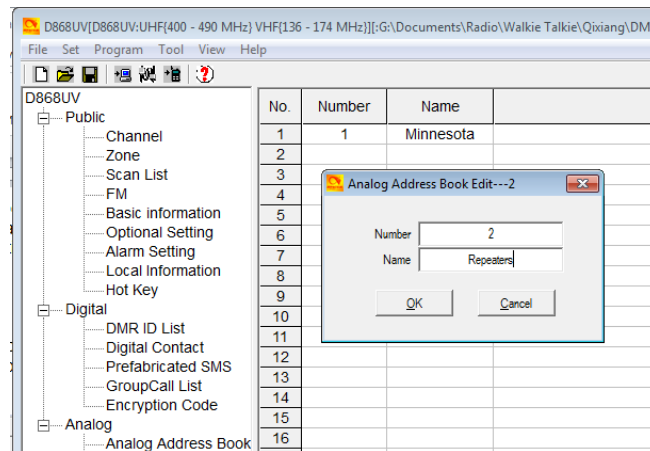 D868UV[D868UV:UHF{400 - 490 MHz} VHF{136 - 174 MHz}][:G:\Documents\Radio\Walkie Talkie\Qixiang\DM
File Set Program Tool View Help
D868UV
Public
Channel
Zone
Scan List
FM
Basic information
Optional Setting
Alarm Setting
Local Information
Hot Key
Digital
DMR ID List
Digital Contact
Prefabricated SMS
GroupCall List
Encryption Code
Analog
Analog Address Book
No. Number Name
1 1 Minnesota
2
3
4
5
6
7
8
9
10
11
12
13
14
15
16
Analog Address Book Edit---2
Number 2
Name Repeaters
OK Cancel